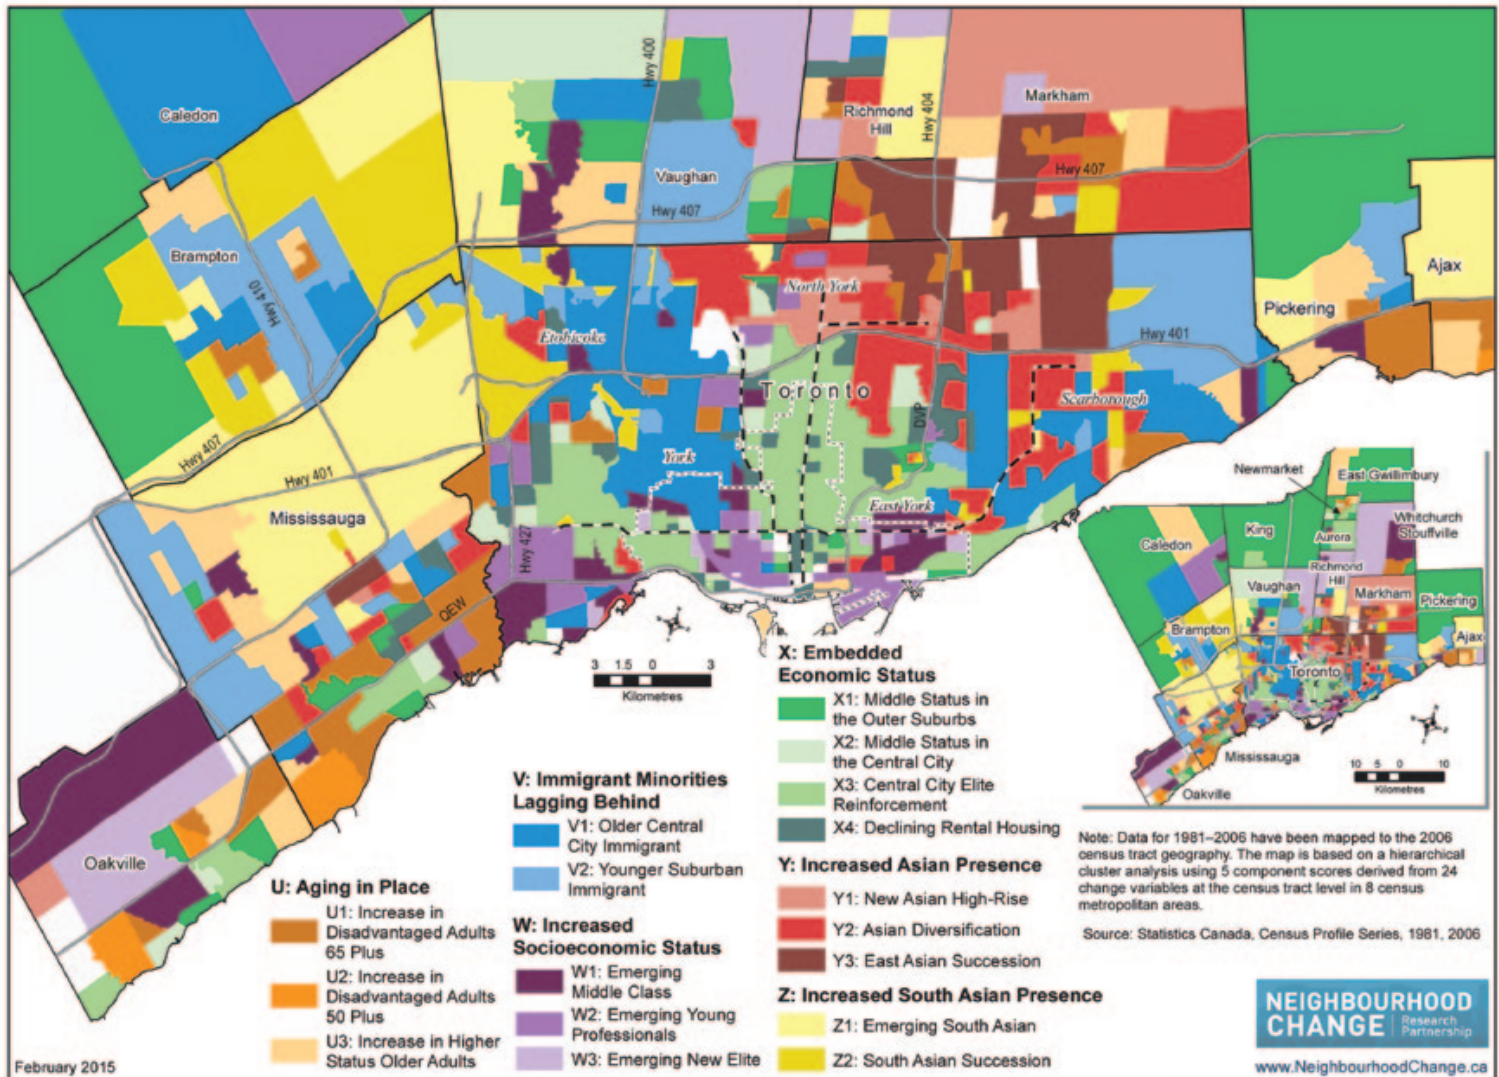 Caledon
Hwy 400
Richmond
Hill
Hwy 404
Markham
Vaughan
Hwy 407
Hwy 407
Brampton
Hwy 410
Ajax
Pickering
North York
Etobicoke
Hwy 401
Toronto
Scarborough
DVP
York
East York
Hwy 407
Hwy 401
Mississauga
Hwy 427
QEW
Oakville
3 1.5 0 3
Kilometres
Newmarket
East Gwillimbury
King
Aurora
Whitchurch
Stouffville
Caledon
Richmond
Hill
Vaughan
Markham
Pickering
Brampton
Ajax
Toronto
Mississauga
Oakville
10 5 0 10
Kilometres
U: Aging in Place
U1: Increase in
Disadvantaged Adults
65 Plus
U2: Increase in
Disadvantaged Adults
50 Plus
U3: Increase in Higher
Status Older Adults
V: Immigrant Minorities
Lagging Behind
V1: Older Central
City Immigrant
V2: Younger Suburban
Immigrant
W: Increased
Socioeconomic Status
W1: Emerging
Middle Class
W2: Emerging Young
Professionals
W3: Emerging New Elite
X: Embedded
Economic Status
X1: Middle Status in
the Outer Suburbs
X2: Middle Status in
the Central City
X3: Central City Elite
Reinforcement
X4: Declining Rental Housing
Y: Increased Asian Presence
Y1: New Asian High-Rise
Y2: Asian Diversification
Y3: East Asian Succession
Z: Increased South Asian Presence
Z1: Emerging South Asian
Z2: South Asian Succession
Note: Data for 1981–2006 have been mapped to the 2006
census tract geography. The map is based on a hierarchical
cluster analysis using 5 component scores derived from 24
change variables at the census tract level in 8 census
metropolitan areas.
Source: Statistics Canada, Census Profile Series, 1981, 2006
NEIGHBOURHOOD
CHANGE Research
Partnership
www.NeighbourhoodChange.ca
February 2015